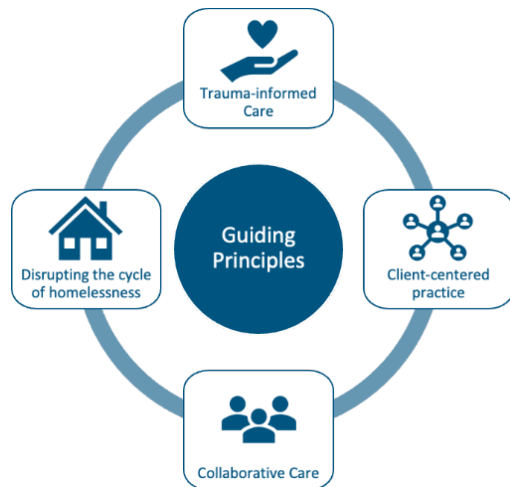 Trauma-informed
Care
Guiding
Principles
Disrupting the cycle
of homelessness
Client-centered
practice
Collaborative Care